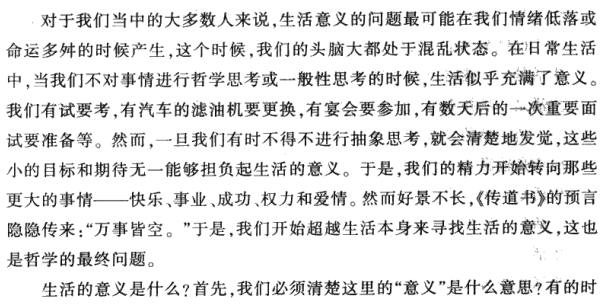 对于我们当中的大多数人来说，生活意义的问题最可能在我们情绪低落或
命运多舛的时候产生，这个时候，我们的头脑大都处于混乱状态。在日常生活
中，当我们不对事情进行哲学思考或一般性思考的时候，生活似乎充满了意义。
我们有试要考，有汽车的滤油机要更换，有宴会要参加，有数天后的一次重要面
试要准备等。然而，一旦我们有时不得不进行抽象思考，就会清楚地发觉，这些
小的目标和期待无一能够担负起生活的意义。于是，我们的精力开始转向那些
更大的事情——快乐、事业、成功、权力和爱情。然而好景不长，《传道书》的预言
隐隐传来：“万事皆空。”于是，我们开始超越生活本身来寻找生活的意义，这也
是哲学的最终问题。
生活的意义是什么？首先，我们必须清楚这里的“意义”是什么意思？有的时